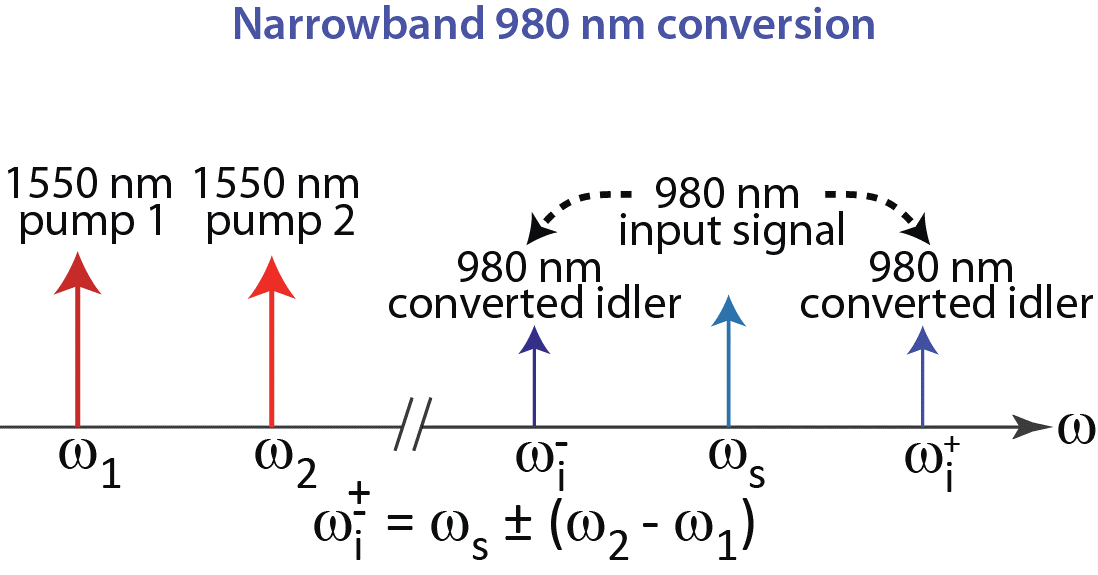 Narrowband 980 nm conversion
1550 nm
pump 1
1550 nm
pump 2
980 nm
input signal
980 nm
converted idler
980 nm
converted idler
ω₁
ω₂
ωᵢ⁻
ωₛ
ωᵢ⁺
ω
ωᵢ^± = ωₛ ± (ω₂ - ω₁)